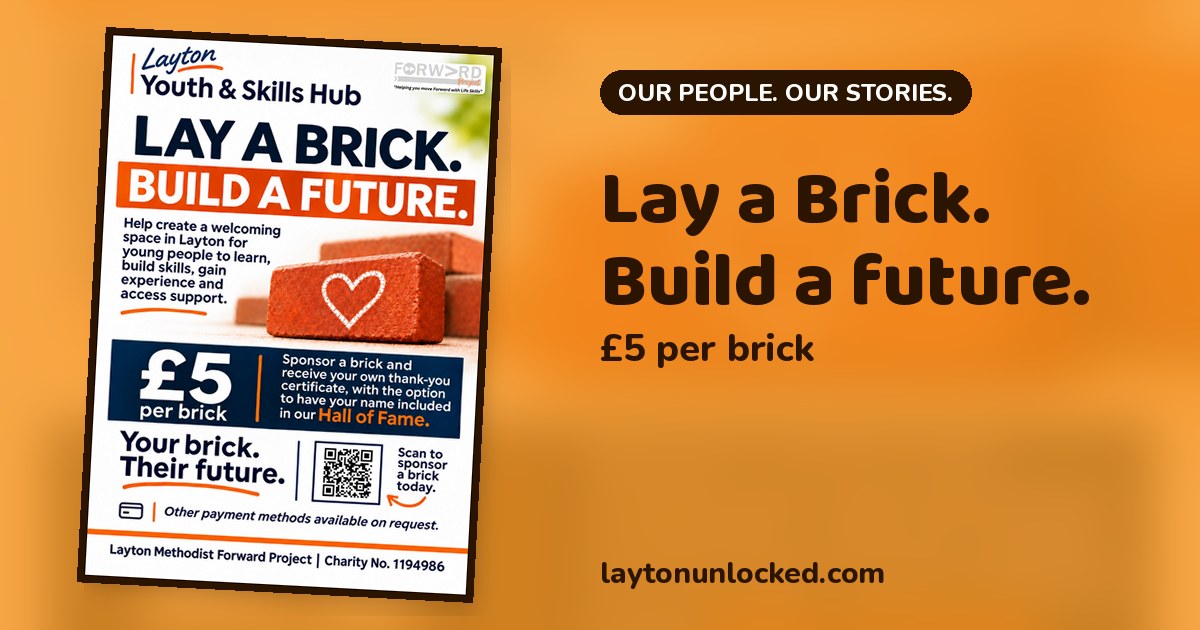 Layton
Youth & Skills Hub
FORWARD
Project
"Helping you move Forward with Life Skills"
LAY A BRICK.
BUILD A FUTURE.
Help create a welcoming
space in Layton for
young people to learn,
build skills, gain
experience and
access support.
£5
per brick
Sponsor a brick and
receive your own thank-you
certificate, with the option
to have your name included
in our Hall of Fame.
Your brick.
Their future.
Scan to
sponsor
a brick
today.
Other payment methods available on request.
Layton Methodist Forward Project | Charity No. 1194986
OUR PEOPLE. OUR STORIES.
Lay a Brick.
Build a future.
£5 per brick
laytonunlocked.com